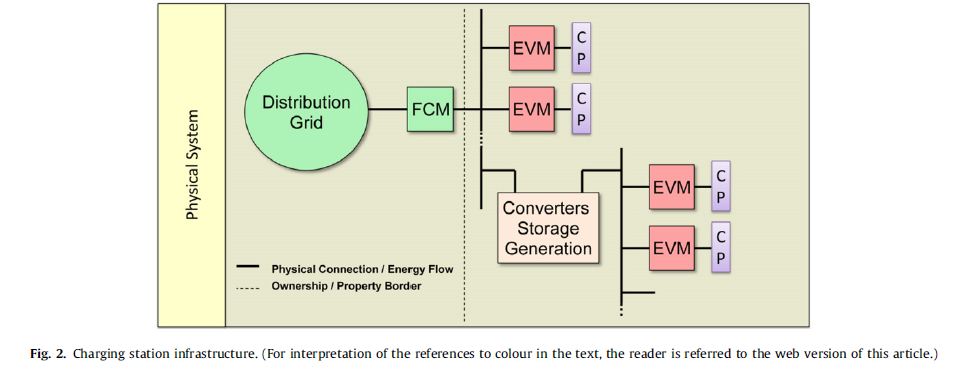 Physical System
Distribution
Grid
FCM
EVM
C
P
EVM
C
P
EVM
C
P
EVM
C
P
Converters
Storage
Generation
Physical Connection / Energy Flow
Ownership / Property Border
Fig. 2. Charging station infrastructure. (For interpretation of the references to colour in the text, the reader is referred to the web version of this article.)